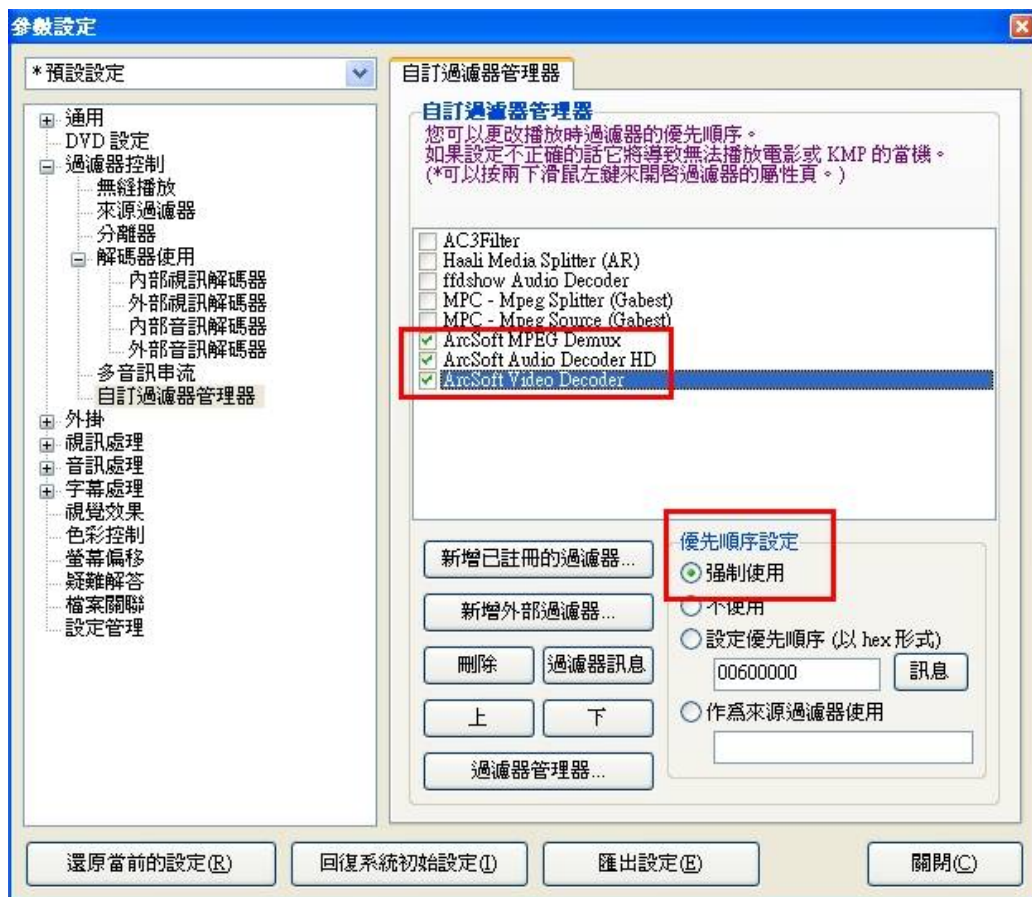 參數設定
*預設設定
通用
DVD 設定
過濾器控制
無縫播放
來源過濾器
分離器
解碼器使用
內部視訊解碼器
外部視訊解碼器
內部音訊解碼器
外部音訊解碼器
多音訊串流
自訂過濾器管理器
外掛
視訊處理
音訊處理
字幕處理
視覺效果
色彩控制
螢幕偏移
疑難解答
檔案關聯
設定管理
自訂過濾器管理器
自訂過濾器管理器
您可以更改播放時過濾器的優先順序。
如果設定不正確的話它將導致無法播放電影或 KMP 的當機。
(*可以按兩下滑鼠左鍵來開啓過濾器的屬性頁。)
AC3Filter
Haali Media Splitter (AR)
ffdshow Audio Decoder
MPC - Mpeg Splitter (Gabest)
MPC - Mpeg Source (Gabest)
ArcSoft MPEG Demux
ArcSoft Audio Decoder HD
ArcSoft Video Decoder
新增已註冊的過濾器...
新增外部過濾器...
刪除
過濾器訊息
上
下
過濾器管理器...
優先順序設定
强制使用
不使用
設定優先順序 (以 hex 形式)
00600000
訊息
作爲來源過濾器使用
還原當前的設定(R)
回復系統初始設定(I)
匯出設定(E)
關閉(C)